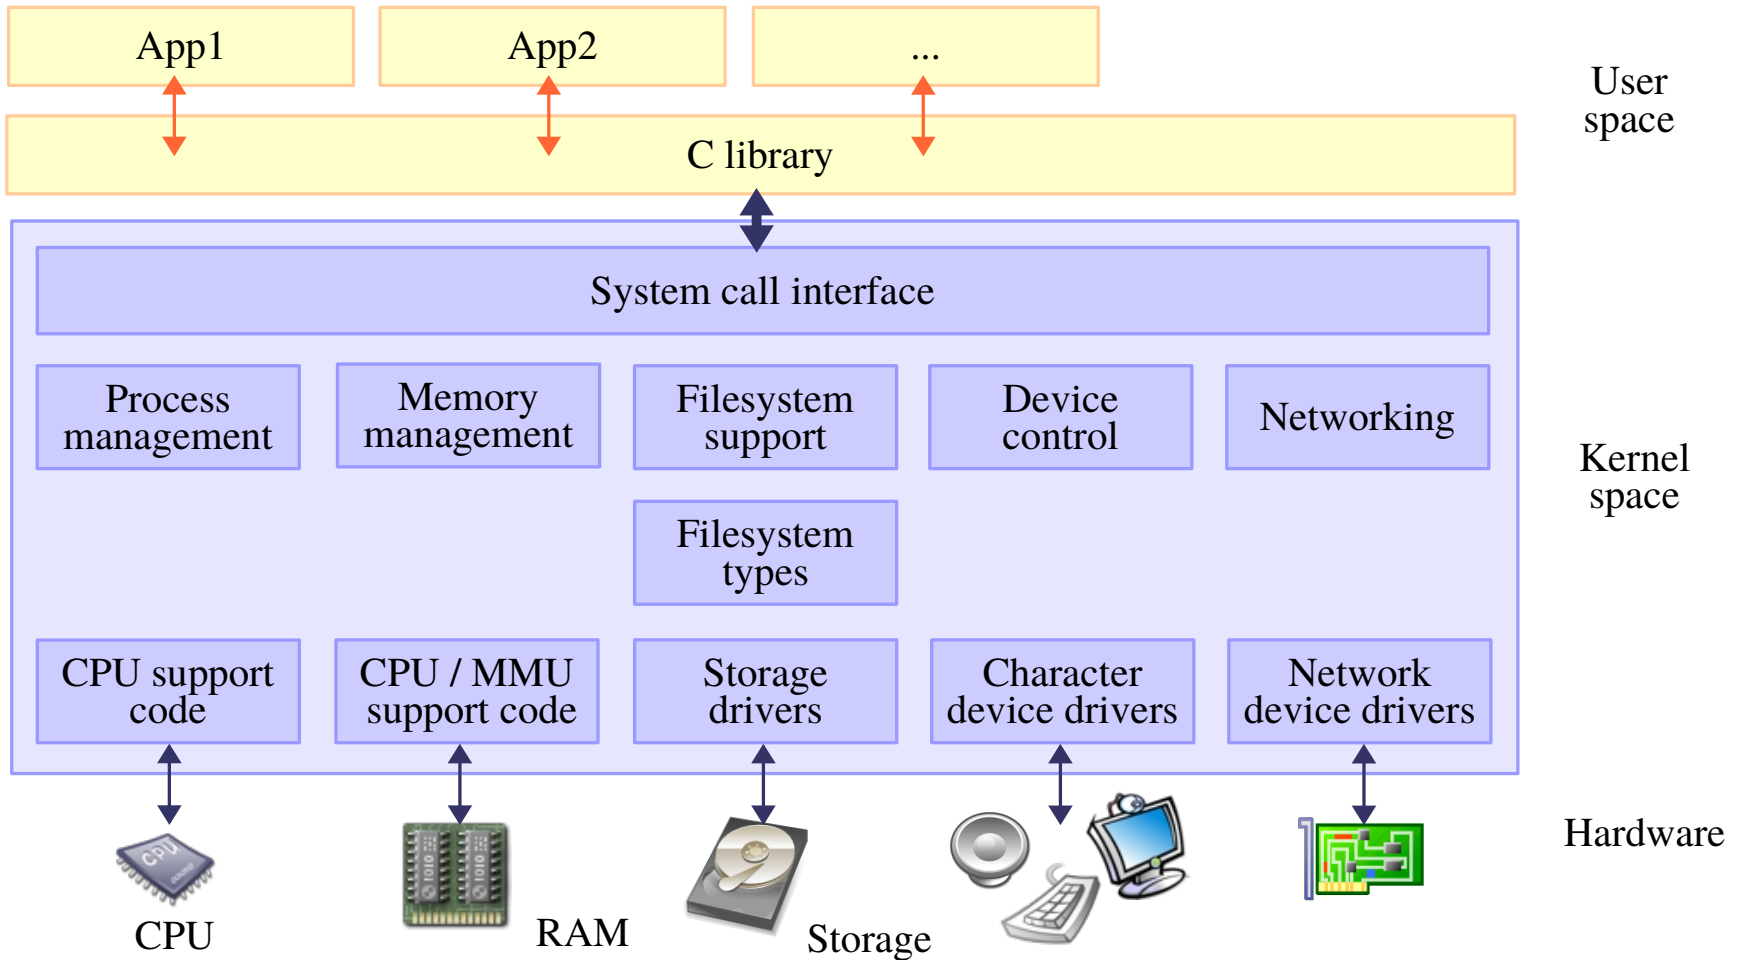 App1
App2
...
User
space
C library
System call interface
Process
management
Memory
management
Filesystem
support
Device
control
Networking
Kernel
space
Filesystem
types
CPU support
code
CPU / MMU
support code
Storage
drivers
Character
device drivers
Network
device drivers
Hardware
CPU
CPU
RAM
Storage